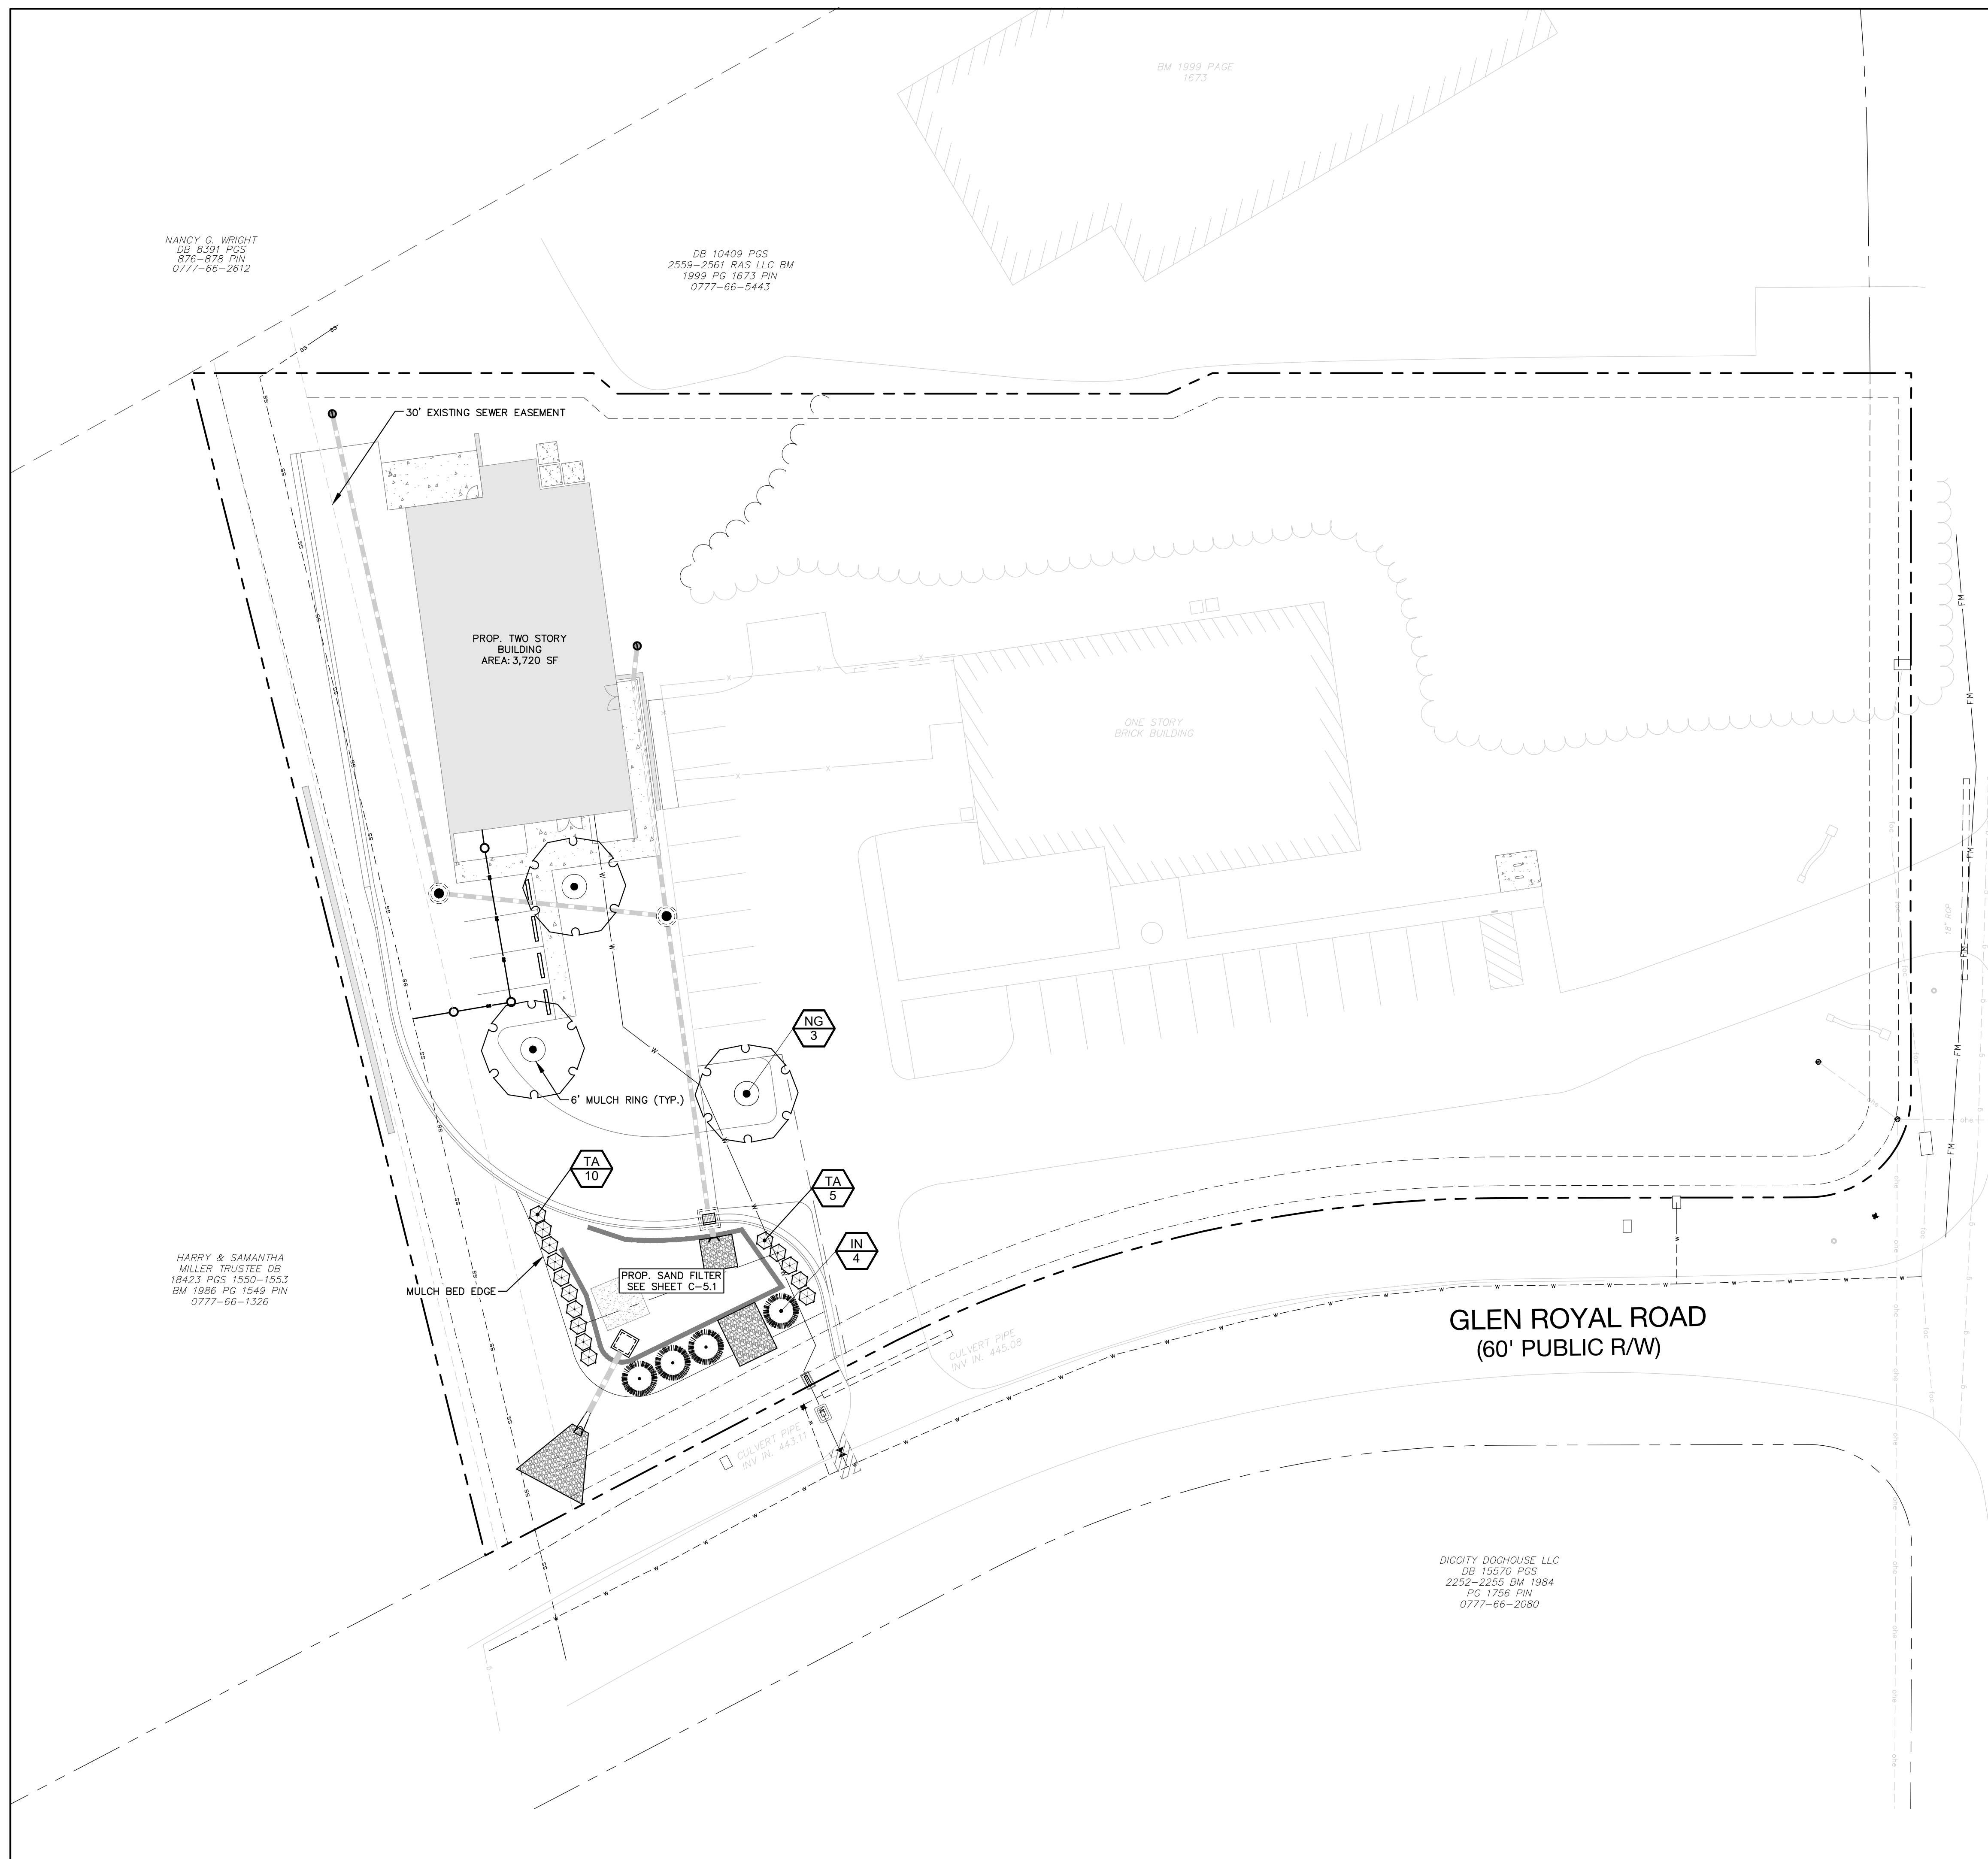 BM 1999 PAGE
1673
NANCY G. WRIGHT
DB 8391 PGS
876-878 PIN
0777-66-2612
DB 10409 PGS
2559-2561 RAS LLC BM
1999 PG 1673 PIN
0777-66-5443
30' EXISTING SEWER EASEMENT
PROP. TWO STORY
BUILDING
AREA: 3,720 SF
ONE STORY
BRICK BUILDING
18" RCP
NG
3
6' MULCH RING (TYP.)
TA
10
TA
5
IN
4
HARRY & SAMANTHA
MILLER TRUSTEE DB
18423 PGS 1550-1553
BM 1986 PG 1549 PIN
0777-66-1326
MULCH BED EDGE
PROP. SAND FILTER
SEE SHEET C-5.1
GLEN ROYAL ROAD
(60' PUBLIC R/W)
CULVERT PIPE
INV IN. 445.08
CULVERT PIPE
INV IN. 443.11
DIGGITY DOGHOUSE LLC
DB 15570 PGS
2252-2255 BM 1984
PG 1756 PIN
0777-66-2080